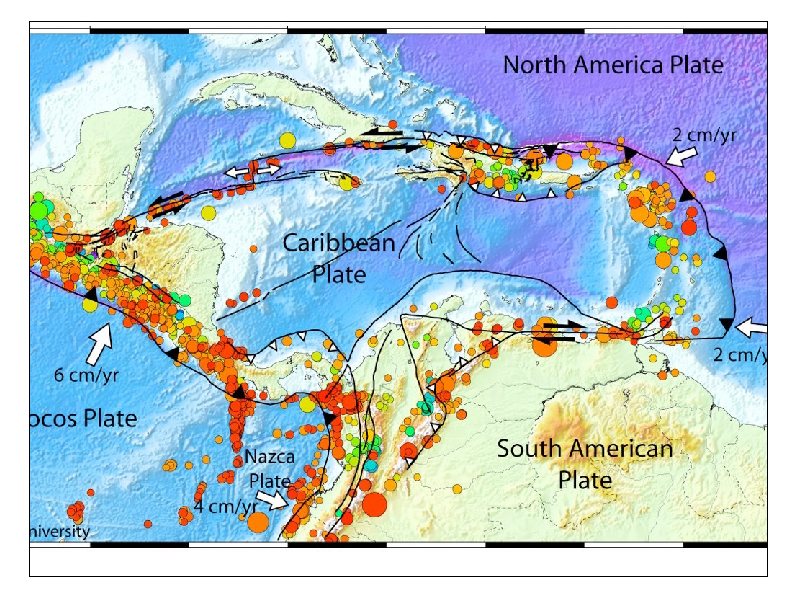 North America Plate
2 cm/yr
Caribbean
Plate
2 cm/y
6 cm/yr
ocos Plate
Nazca
Plate
4 cm/yr
South American
Plate
niversity